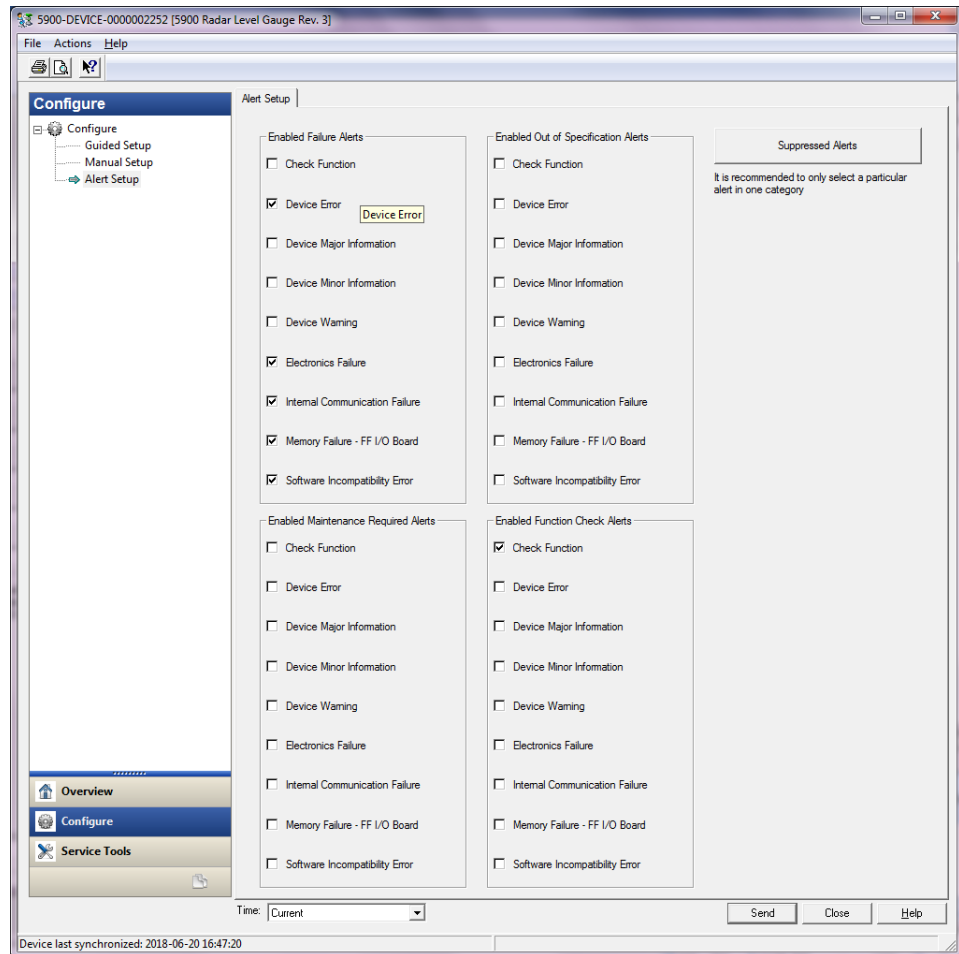 5900-DEVICE-0000002252 [5900 Radar Level Gauge Rev. 3]
File Actions Help
Configure
Configure
Guided Setup
Manual Setup
Alert Setup
Overview
Configure
Service Tools
Alert Setup
Enabled Failure Alerts
Check Function
Device Error
Device Error
Device Major Information
Device Minor Information
Device Warning
Electronics Failure
Internal Communication Failure
Memory Failure - FF I/O Board
Software Incompatibility Error
Enabled Out of Specification Alerts
Check Function
Device Error
Device Major Information
Device Minor Information
Device Warning
Electronics Failure
Internal Communication Failure
Memory Failure - FF I/O Board
Software Incompatibility Error
Suppressed Alerts
It is recommended to only select a particular
alert in one category
Enabled Maintenance Required Alerts
Check Function
Device Error
Device Major Information
Device Minor Information
Device Warning
Electronics Failure
Internal Communication Failure
Memory Failure - FF I/O Board
Software Incompatibility Error
Enabled Function Check Alerts
Check Function
Device Error
Device Major Information
Device Minor Information
Device Warning
Electronics Failure
Internal Communication Failure
Memory Failure - FF I/O Board
Software Incompatibility Error
Time: Current
Send Close Help
Device last synchronized: 2018-06-20 16:47:20